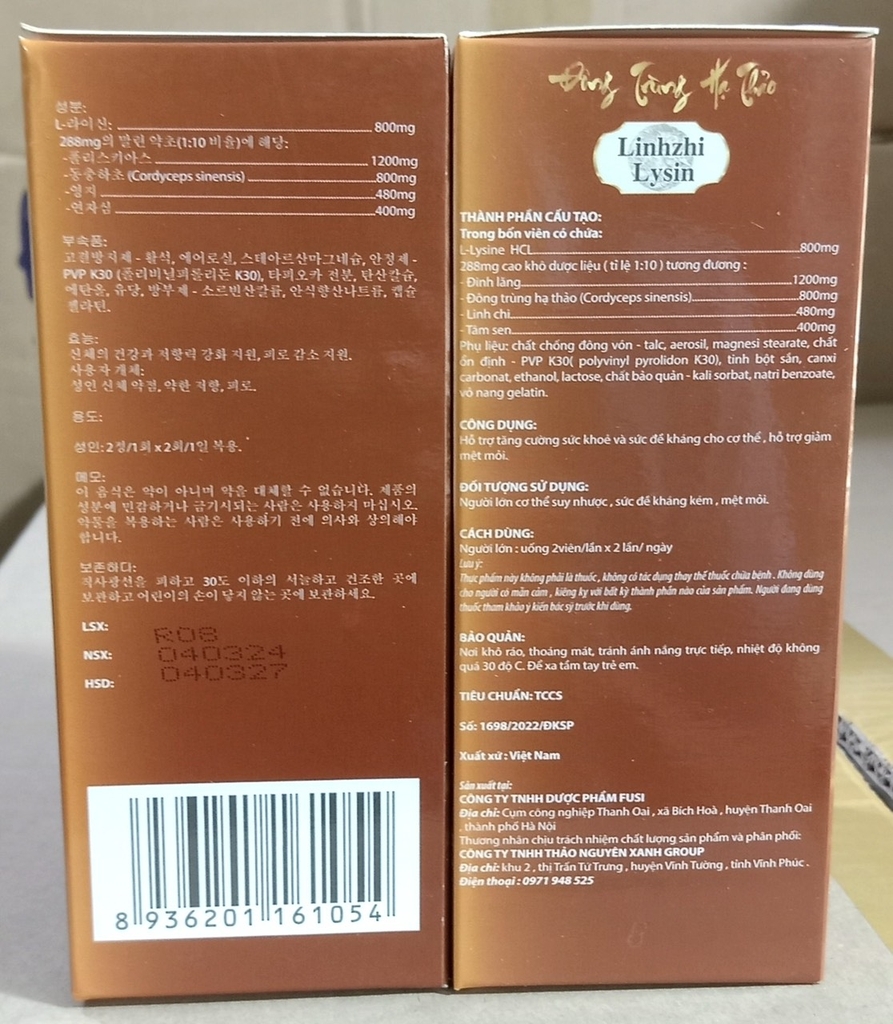 성분:
L-라이신: 800mg
288mg의 말린 약초(1:10 비율)에 해당:
-폴리스키아스 1200mg
-동충하초 (Cordyceps sinensis) 800mg
-영지 480mg
-연자심 400mg
부속품:
고결방지제 - 활석, 에어로실, 스테아르산마그네슘, 안정제 -
PVP K30 (폴리비닐피롤리돈 K30), 타피오카 전분, 탄산칼슘,
에탄올, 유당, 방부제 - 소르빈산칼륨, 안식향산나트륨, 캡슐
젤라틴.
효능:
신체의 건강과 저항력 강화 지원, 피로 감소 지원.
사용자 개체:
성인 신체 약점, 약한 저항, 피로.
용도:
성인: 2정/1회 x 2회/1일 복용.
메모:
이 음식은 약이 아니며 약을 대체할 수 없습니다. 제품의
성분에 민감하거나 금기시되는 사람은 사용하지 마십시오.
약물을 복용하는 사람은 사용하기 전에 의사와 상의해야
합니다.
보존하다:
직사광선을 피하고 30도 이하의 서늘하고 건조한 곳에
보관하고 어린이의 손이 닿지 않는 곳에 보관하세요.
LSX: R08
NSX: 040324
HSD: 040327
8 936201 161054
Đông Trùng Hạ Thảo
Linhzhi
Lysin
THÀNH PHẦN CẤU TẠO:
Trong bốn viên có chứa:
L-Lysine HCL 800mg
288mg cao khô dược liệu ( tỉ lệ 1:10 ) tương đương :
- Đinh lăng 1200mg
- Đông trùng hạ thảo (Cordyceps sinensis) 800mg
- Linh chi 480mg
- Tâm sen 400mg
Phụ liệu: chất chống đông vón - talc, aerosil, magnesi stearate, chất
ổn định - PVP K30( polyvinyl pyrolidon K30), tinh bột sắn, canxi
carbonat, ethanol, lactose, chất bảo quản - kali sorbat, natri benzoate,
vỏ nang gelatin.
CÔNG DỤNG:
Hỗ trợ tăng cường sức khoẻ và sức đề kháng cho cơ thể , hỗ trợ giảm
mệt mỏi.
ĐỐI TƯỢNG SỬ DỤNG:
Người lớn cơ thể suy nhược , sức đề kháng kém , mệt mỏi.
CÁCH DÙNG:
Người lớn : uống 2viên/lần x 2 lần/ ngày
Lưu ý:
Thực phẩm này không phải là thuốc , không có tác dụng thay thế thuốc chữa bệnh . Không dùng
cho người có mẫn cảm , kiêng kỵ với bất kỳ thành phần nào của sản phẩm. Người đang dùng
thuốc tham khảo ý kiến bác sỹ trước khi dùng.
BẢO QUẢN:
Nơi khô ráo, thoáng mát, tránh ánh nắng trực tiếp, nhiệt độ không
quá 30 độ C. Để xa tầm tay trẻ em.
TIÊU CHUẨN: TCCS
Số: 1698/2022/ĐKSP
Xuất xứ : Việt Nam
Sản xuất tại:
CÔNG TY TNHH DƯỢC PHẨM FUSI
Địa chỉ: Cụm công nghiệp Thanh Oai , xã Bích Hoà , huyện Thanh Oai
, thành phố Hà Nội
Thương nhân chịu trách nhiệm chất lượng sản phẩm và phân phối:
CÔNG TY TNHH THẢO NGUYÊN XANH GROUP
Địa chỉ: khu 2 , thị Trấn Tứ Trưng , huyện Vĩnh Tường , tỉnh Vĩnh Phúc .
Điện thoại : 0971 948 525